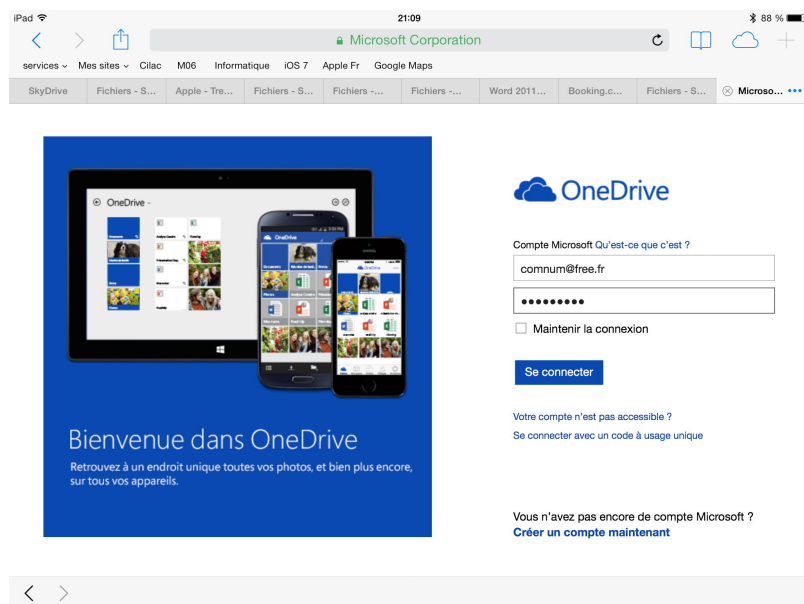 iPad 21:09 88 %
Microsoft Corporation
services Mes sites Cilac M06 Informatique iOS 7 Apple Fr Google Maps
SkyDrive Fichiers - S... Apple - Tre... Fichiers - S... Fichiers -... Fichiers -... Word 2011... Booking.c... Fichiers - S... Microso...
OneDrive
OneDrive
OneDrive
Bienvenue dans OneDrive
Retrouvez à un endroit unique toutes vos photos, et bien plus encore,
sur tous vos appareils.
OneDrive
Compte Microsoft Qu'est-ce que c'est ?
comnum@free.fr
●●●●●●●●●
Maintenir la connexion
Se connecter
Votre compte n'est pas accessible ?
Se connecter avec un code à usage unique
Vous n'avez pas encore de compte Microsoft ?
Créer un compte maintenant